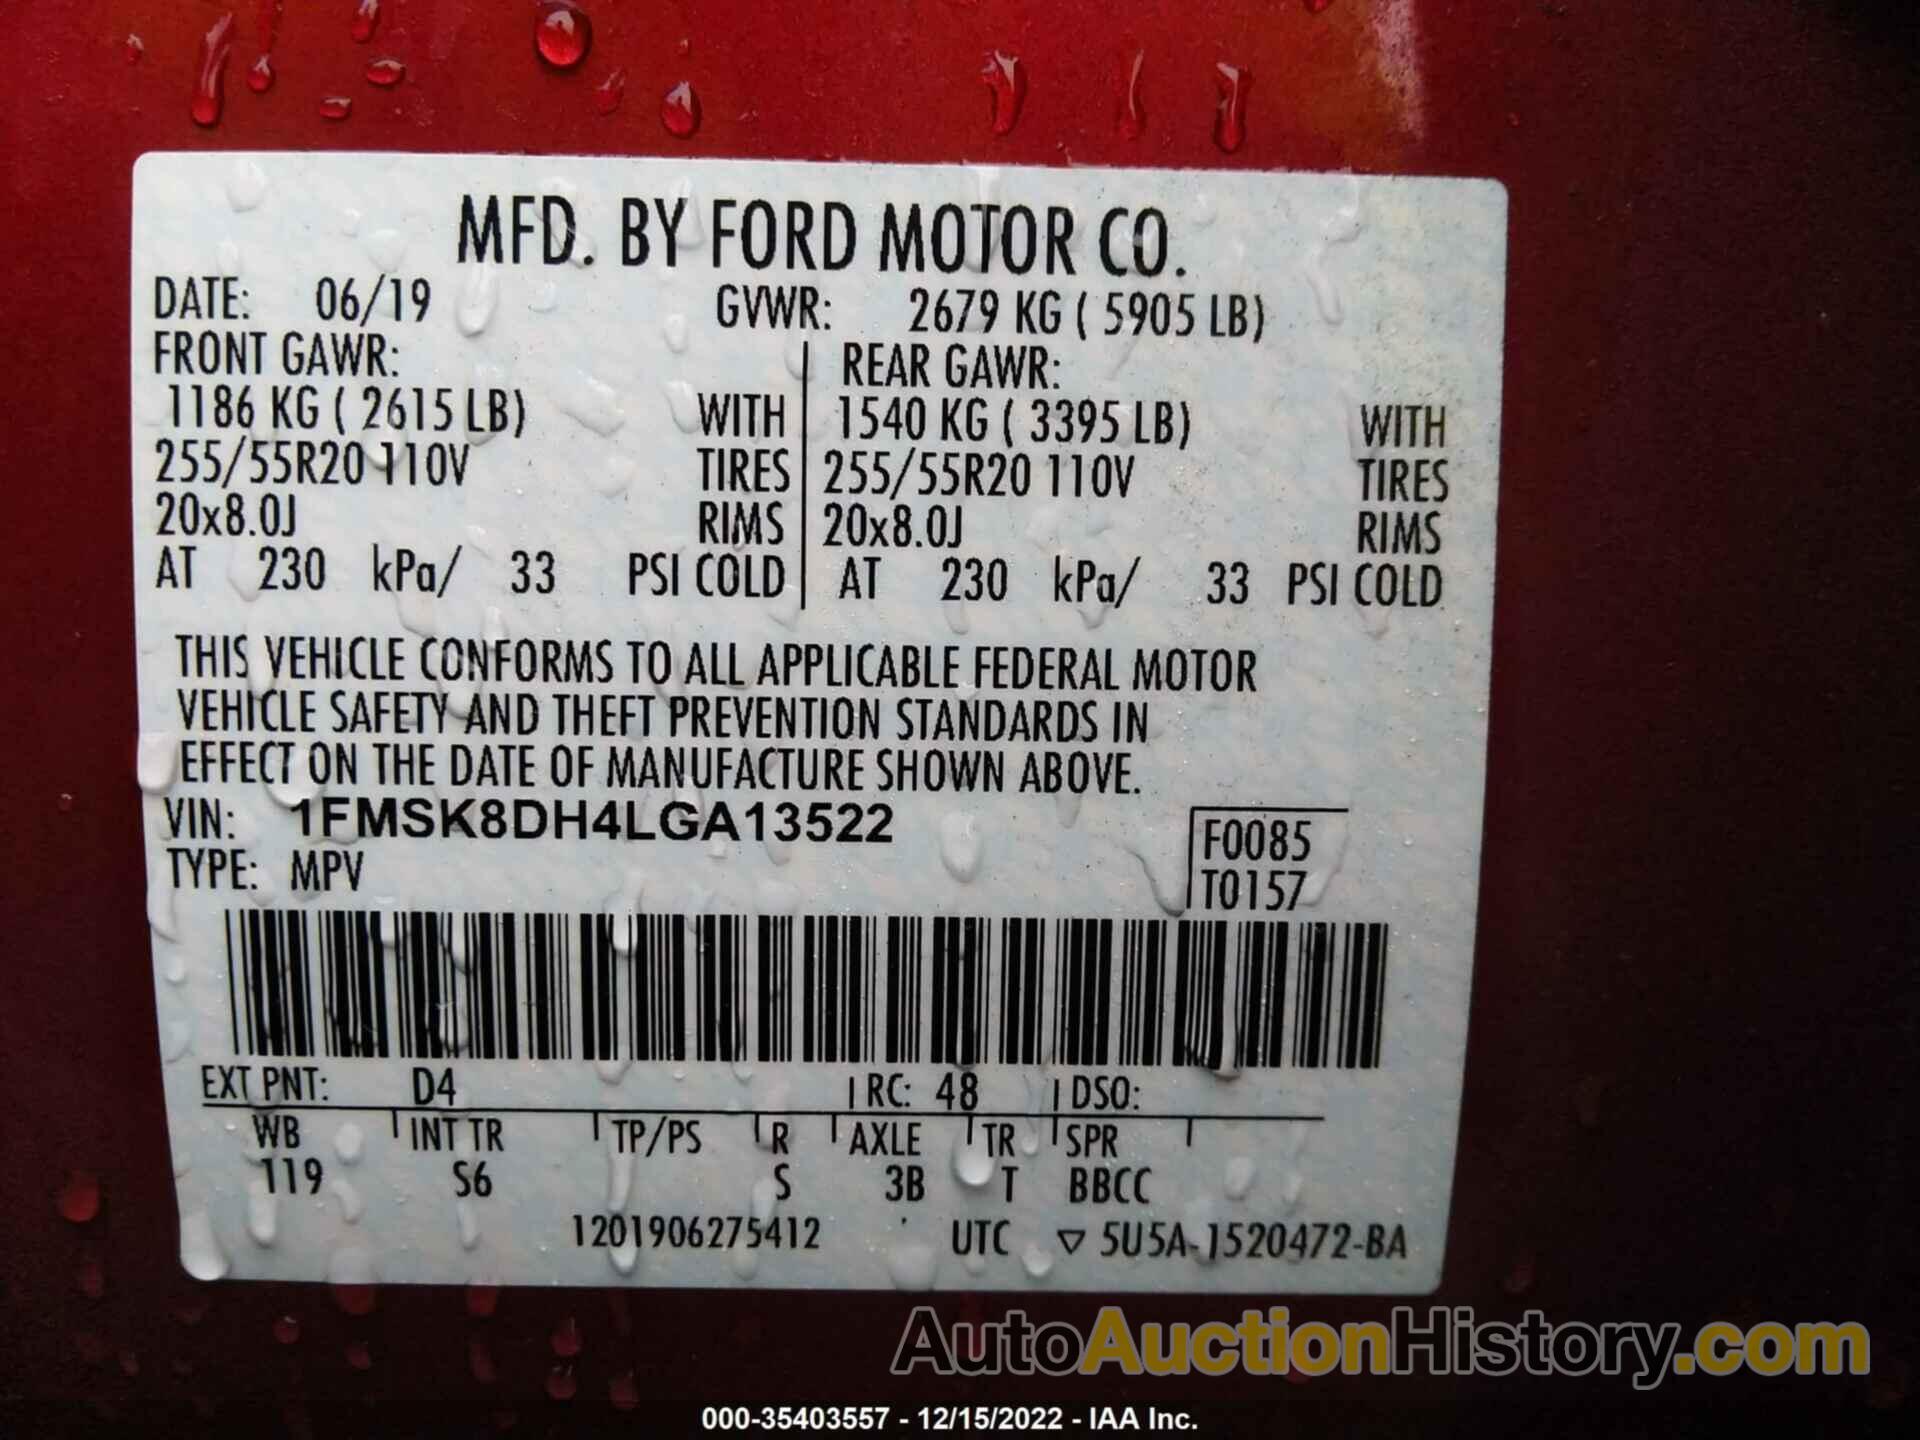 MFD. BY FORD MOTOR CO.
DATE: 06/19 GVWR: 2679 KG ( 5905 LB)
FRONT GAWR: REAR GAWR:
1186 KG ( 2615 LB) WITH 1540 KG ( 3395 LB) WITH
255/55R20 110V TIRES 255/55R20 110V TIRES
20x8.0J RIMS 20x8.0J RIMS
AT 230 kPa/ 33 PSI COLD AT 230 kPa/ 33 PSI COLD
THIS VEHICLE CONFORMS TO ALL APPLICABLE FEDERAL MOTOR
VEHICLE SAFETY AND THEFT PREVENTION STANDARDS IN
EFFECT ON THE DATE OF MANUFACTURE SHOWN ABOVE.
VIN: 1FMSK8DH4LGA13522
TYPE: MPV
F0085
T0157
EXT PNT: D4 RC: 48 DSO:
WB INT TR TP/PS R AXLE TR SPR
119 S6 S 3B T BBCC
1201906275412 UTC ▽ 5U5A-1520472-BA
AutoAuctionHistory.com
000-35403557 - 12/15/2022 - IAA Inc.